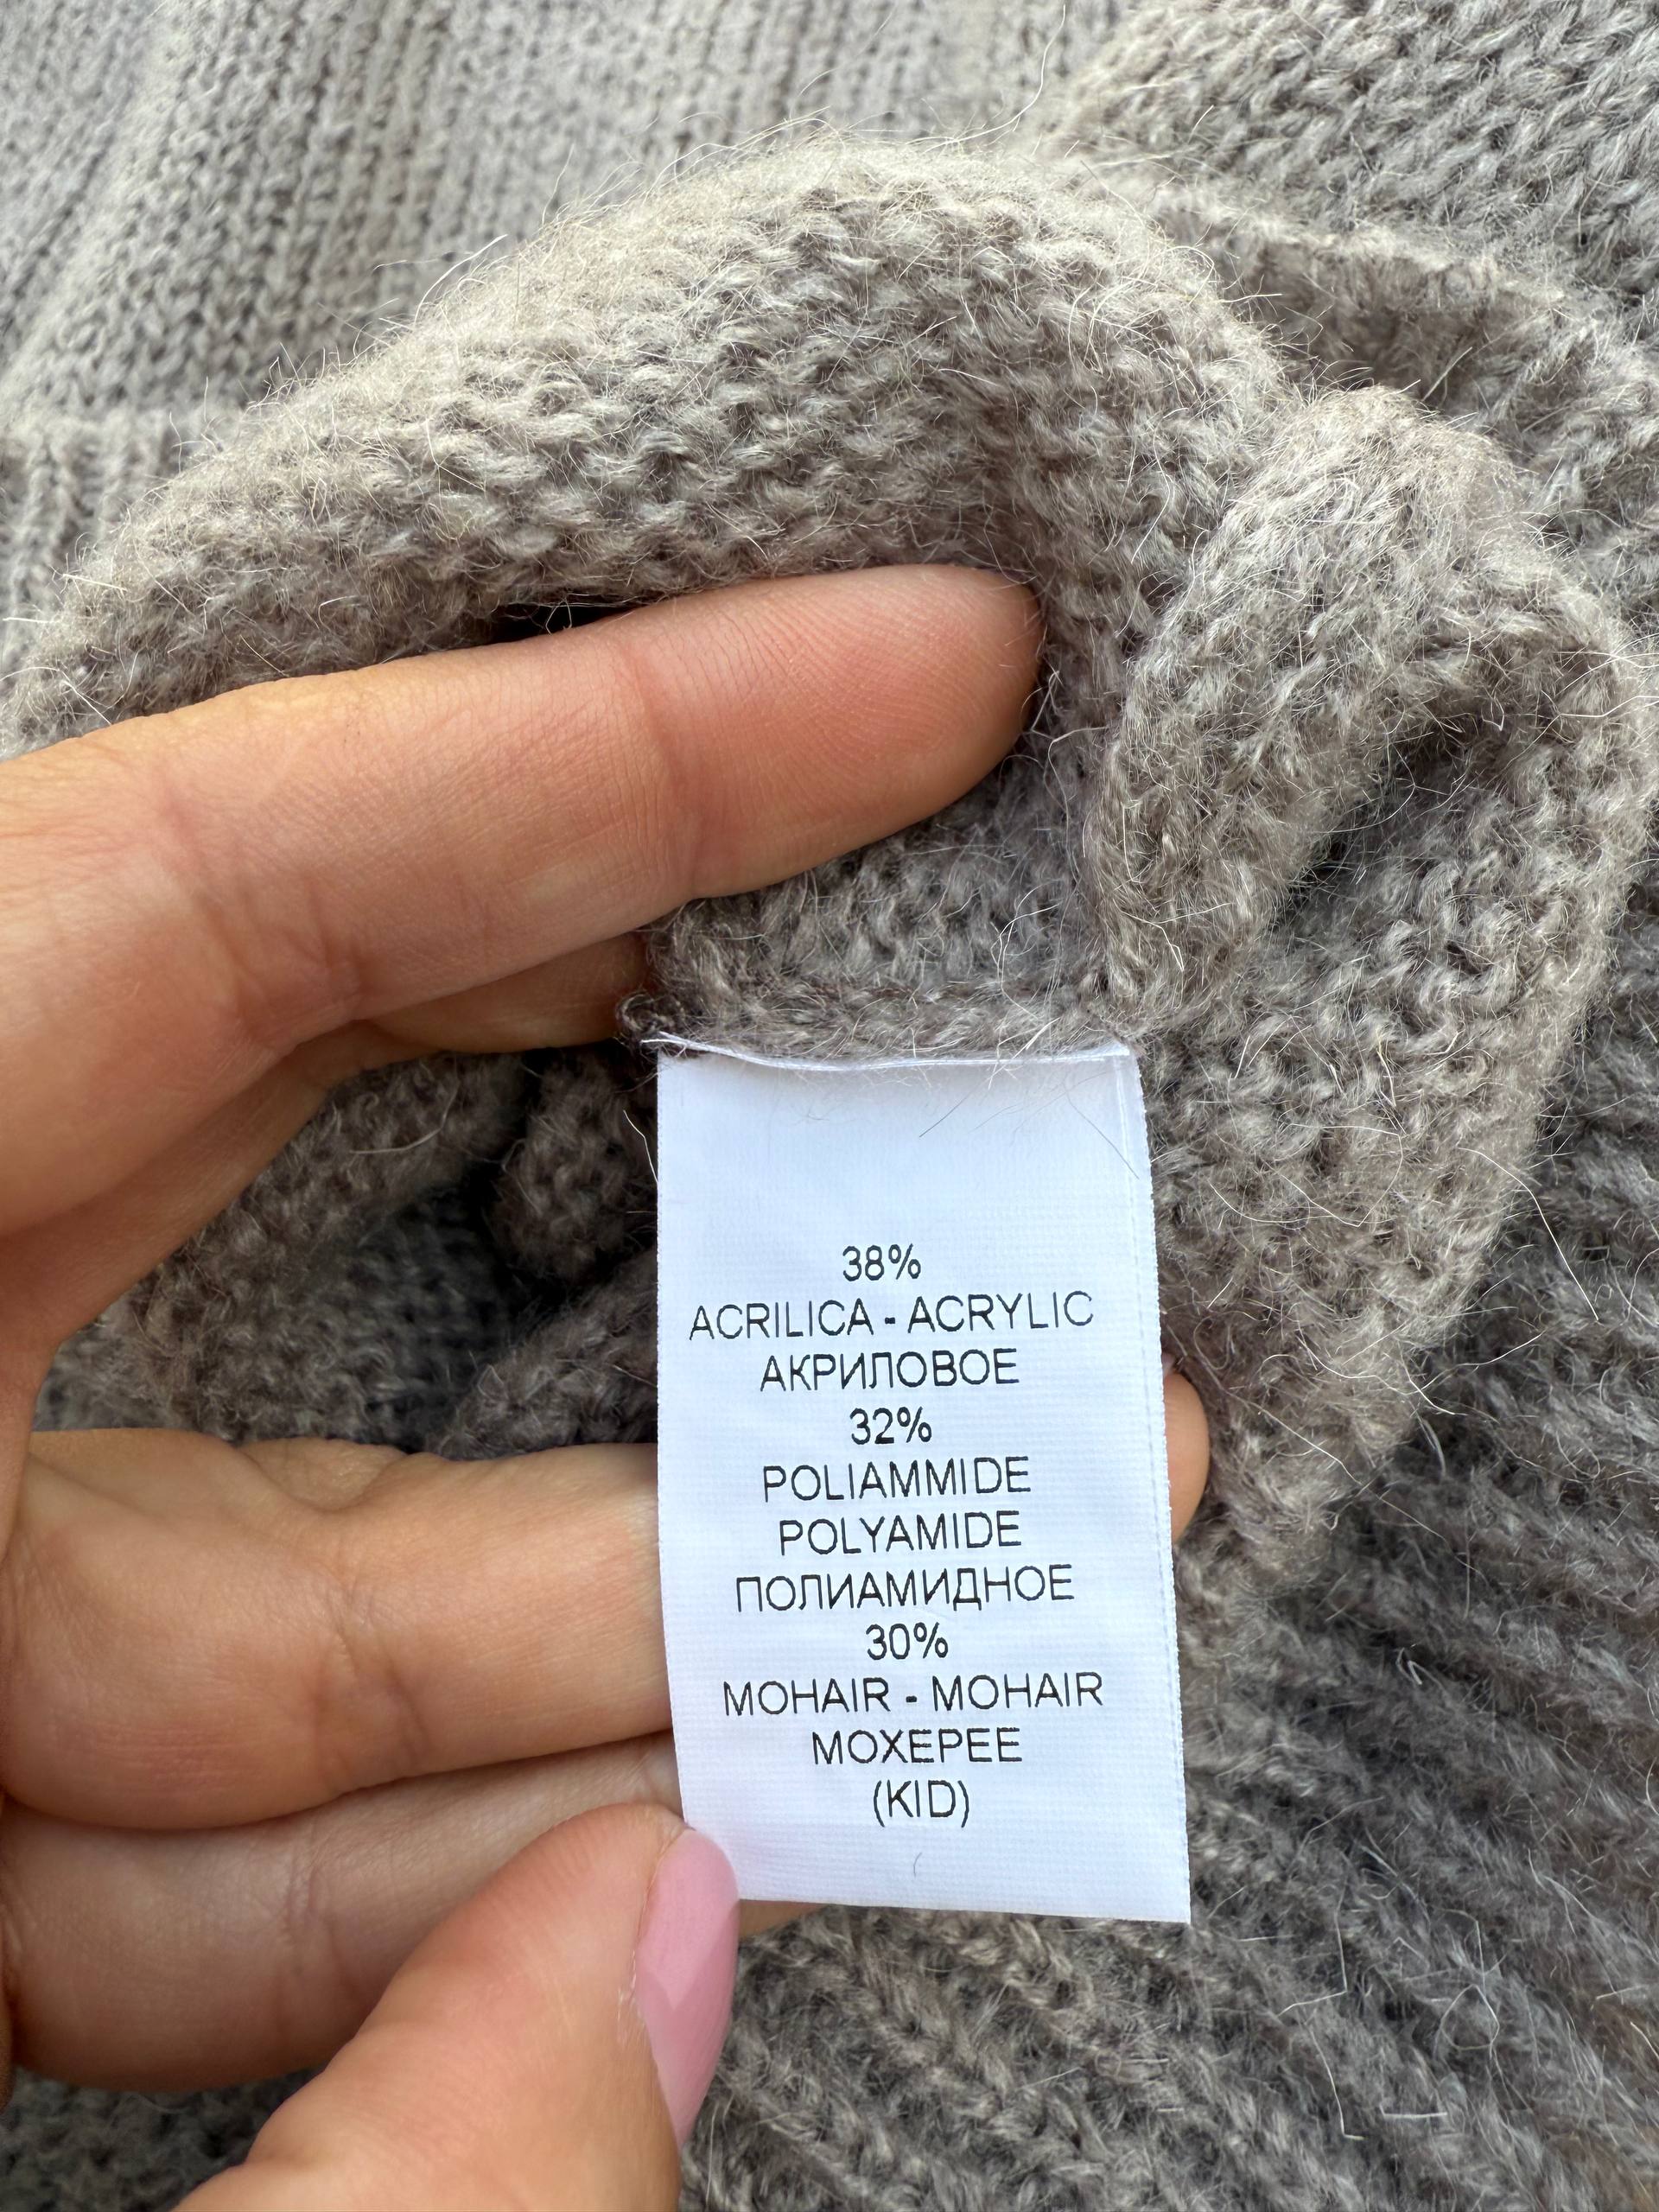 38%
ACRILICA - ACRYLIC
АКРИЛОВОЕ
32%
POLIAMMIDE
POLYAMIDE
ПОЛИАМИДНОЕ
30%
MOHAIR - MOHAIR
МОХЕРЕЕ
(KID)